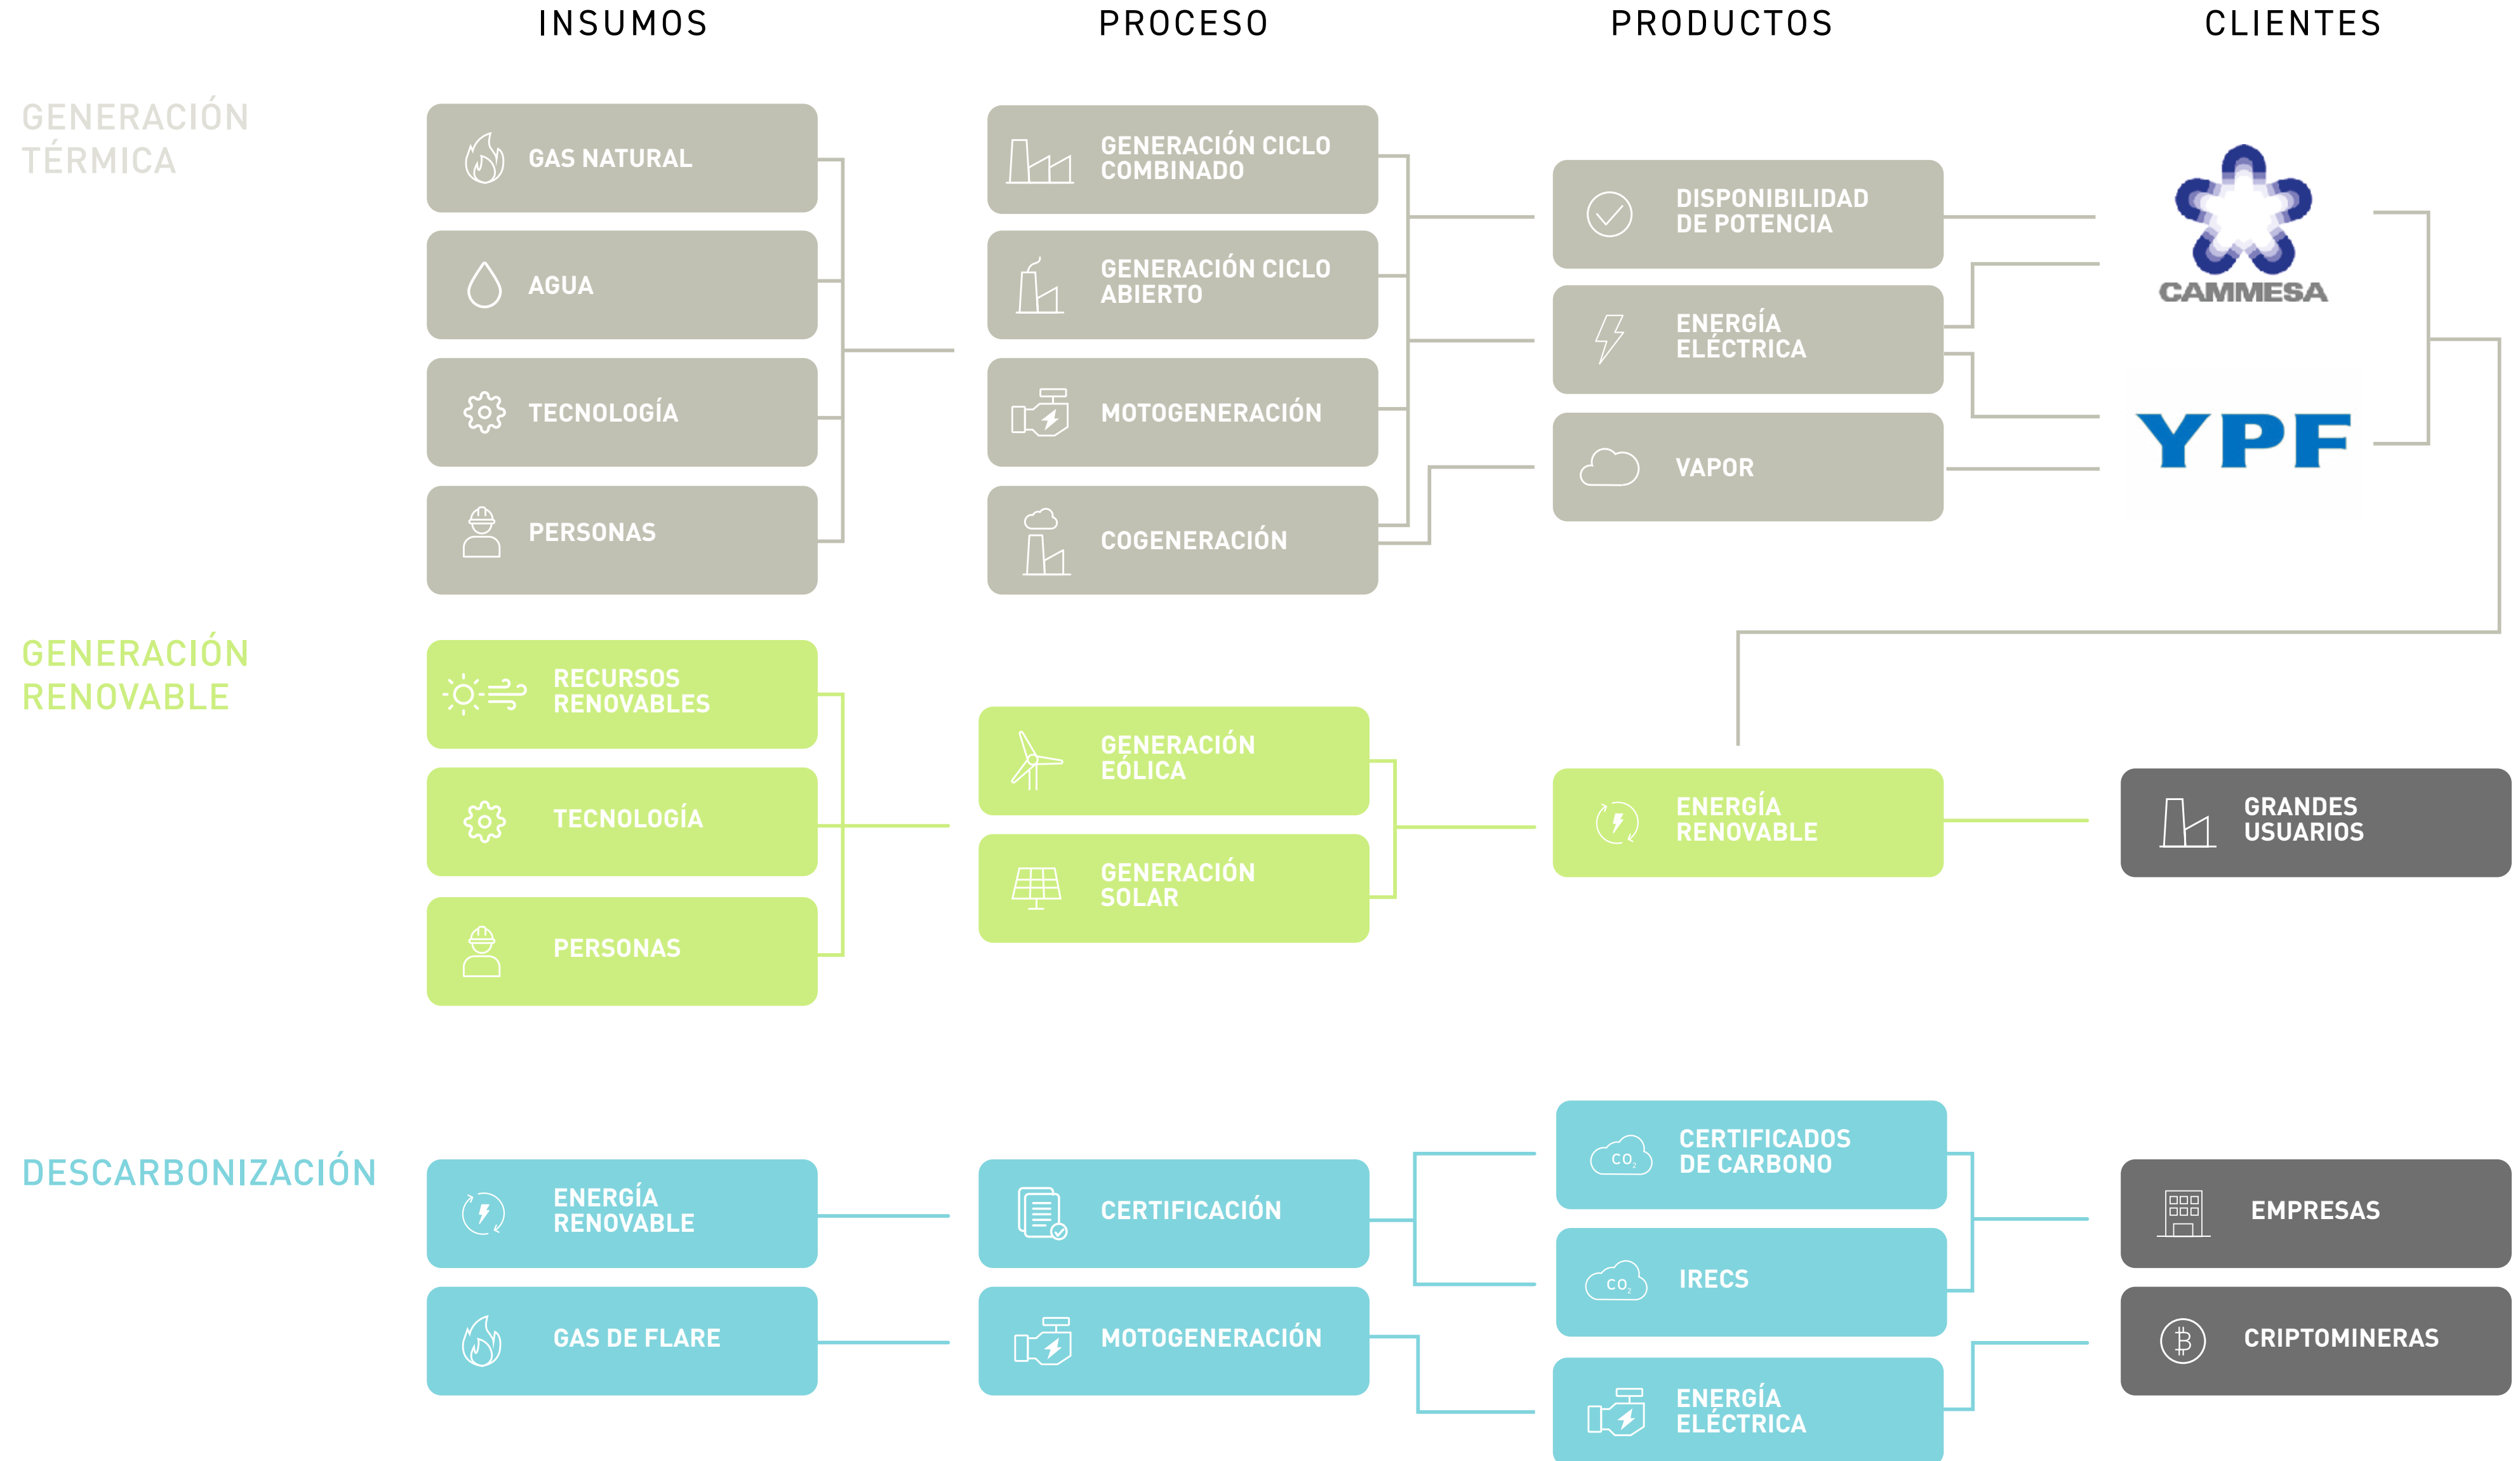 INSUMOS
PROCESO
PRODUCTOS
CLIENTES
GENERACIÓN
TÉRMICA
GAS NATURAL
AGUA
TECNOLOGÍA
PERSONAS
GENERACIÓN CICLO
COMBINADO
GENERACIÓN CICLO
ABIERTO
MOTOGENERACIÓN
COGENERACIÓN
DISPONIBILIDAD
DE POTENCIA
ENERGÍA
ELÉCTRICA
VAPOR
CAMMESA
YPF
GENERACIÓN
RENOVABLE
RECURSOS
RENOVABLES
TECNOLOGÍA
PERSONAS
GENERACIÓN
EÓLICA
GENERACIÓN
SOLAR
ENERGÍA
RENOVABLE
GRANDES
USUARIOS
DESCARBONIZACIÓN
ENERGÍA
RENOVABLE
GAS DE FLARE
CERTIFICACIÓN
MOTOGENERACIÓN
CO2
CERTIFICADOS
DE CARBONO
CO2
IRECS
ENERGÍA
ELÉCTRICA
EMPRESAS
CRIPTOMINERAS